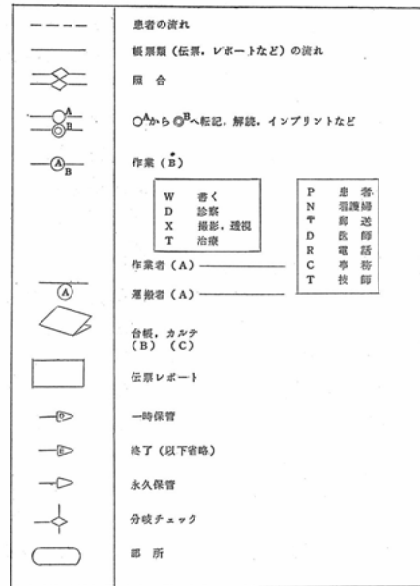 患者の流れ
帳票類(伝票,レポートなど)の流れ
照合
A
B
○Aから◎Bへ転記,解読,インプリントなど
A
B
作業(B)
W 書く
D 診察
X 撮影,透視
T 治療
P 患者
N 看護婦
〒 郵送
D 医師
R 電話
C 事務
T 技師
作業者(A)
A
運搬者(A)
台帳,カルテ
(B) (C)
伝票レポート
一時保管
終了(以下省略)
永久保管
分岐チェック
部所